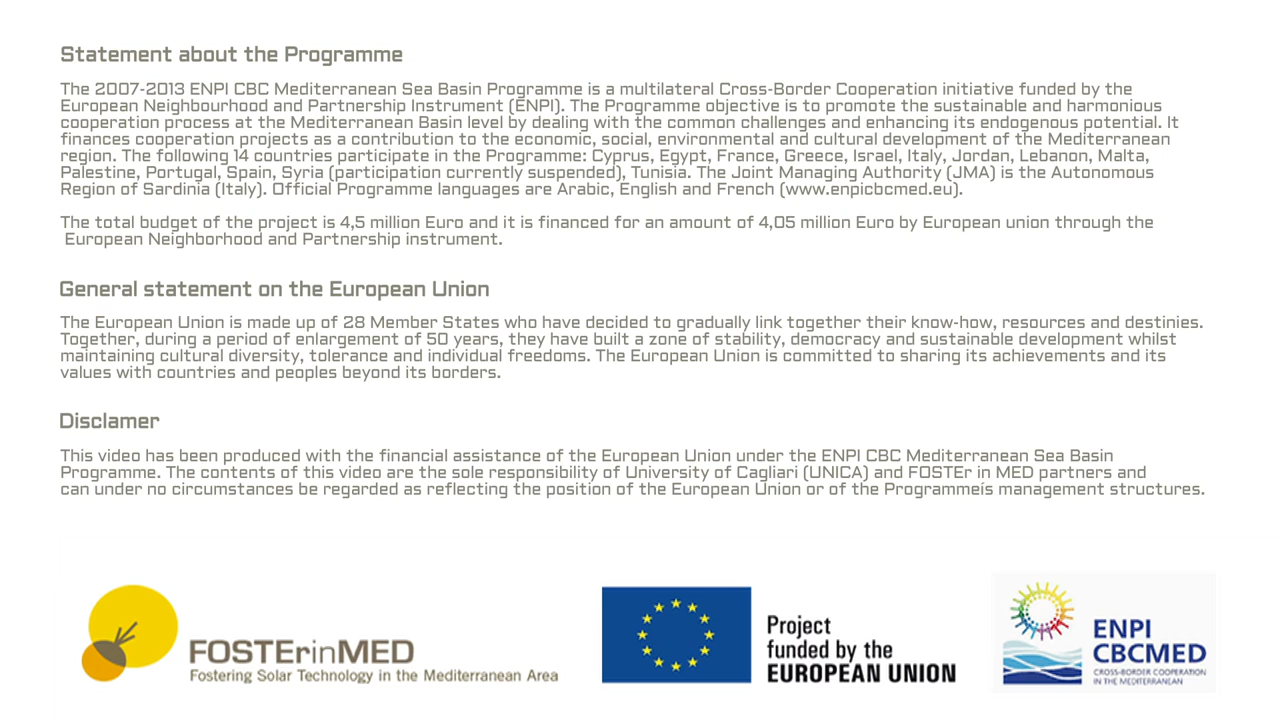 Statement about the Programme
The 2007-2013 ENPI CBC Mediterranean Sea Basin Programme is a multilateral Cross-Border Cooperation initiative funded by the
European Neighbourhood and Partnership Instrument (ENPI). The Programme objective is to promote the sustainable and harmonious
cooperation process at the Mediterranean Basin level by dealing with the common challenges and enhancing its endogenous potential. It
finances cooperation projects as a contribution to the economic, social, environmental and cultural development of the Mediterranean
region. The following 14 countries participate in the Programme: Cyprus, Egypt, France, Greece, Israel, Italy, Jordan, Lebanon, Malta,
Palestine, Portugal, Spain, Syria (participation currently suspended), Tunisia. The Joint Managing Authority (JMA) is the Autonomous
Region of Sardinia (Italy). Official Programme languages are Arabic, English and French (www.enpicbcmed.eu).
The total budget of the project is 4,5 million Euro and it is financed for an amount of 4,05 million Euro by European union through the
European Neighborhood and Partnership instrument.
General statement on the European Union
The European Union is made up of 28 Member States who have decided to gradually link together their know-how, resources and destinies.
Together, during a period of enlargement of 50 years, they have built a zone of stability, democracy and sustainable development whilst
maintaining cultural diversity, tolerance and individual freedoms. The European Union is committed to sharing its achievements and its
values with countries and peoples beyond its borders.
Disclamer
This video has been produced with the financial assistance of the European Union under the ENPI CBC Mediterranean Sea Basin
Programme. The contents of this video are the sole responsibility of University of Cagliari (UNICA) and FOSTEr in MED partners and
can under no circumstances be regarded as reflecting the position of the European Union or of the Programmeís management structures.
FOSTErinMED
Fostering Solar Technology in the Mediterranean Area
Project
funded by the
EUROPEAN UNION
ENPI
CBCMED
CROSS-BORDER COOPERATION
IN THE MEDITERRANEAN